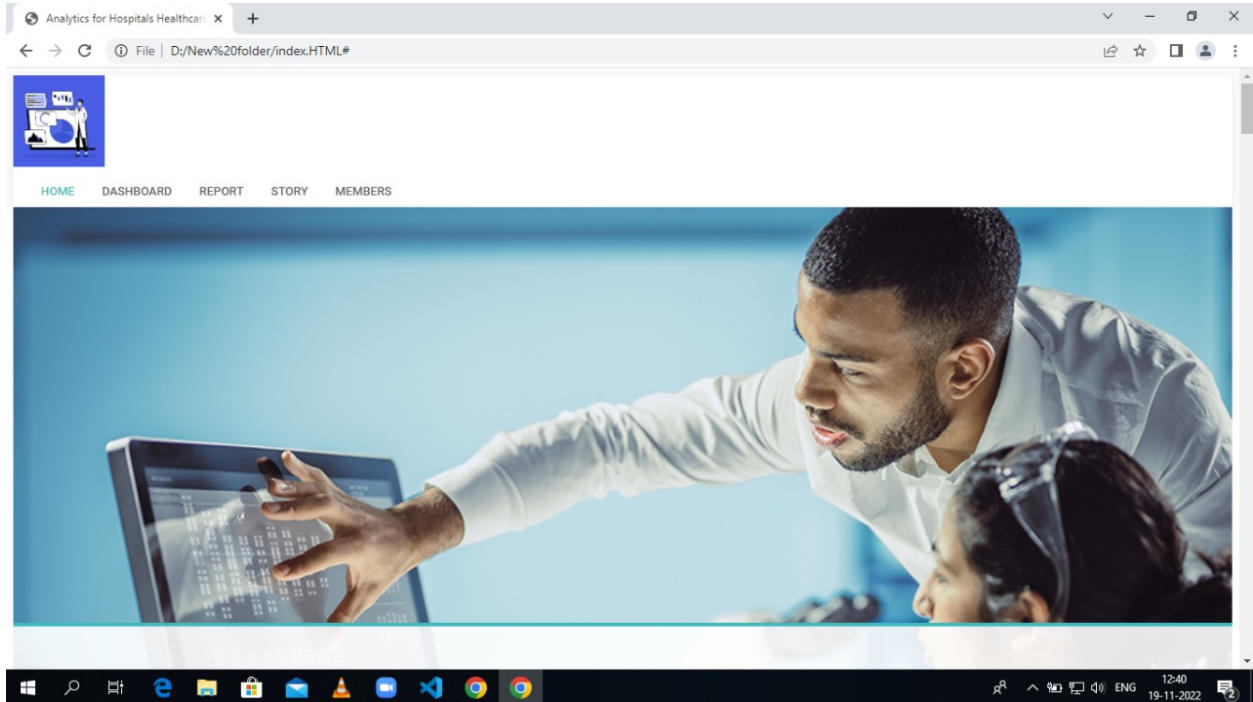 Analytics for Hospitals Healthcar
File | D:/New%20folder/index.HTML#
HOME DASHBOARD REPORT STORY MEMBERS
ENG
12:40
19-11-2022
2